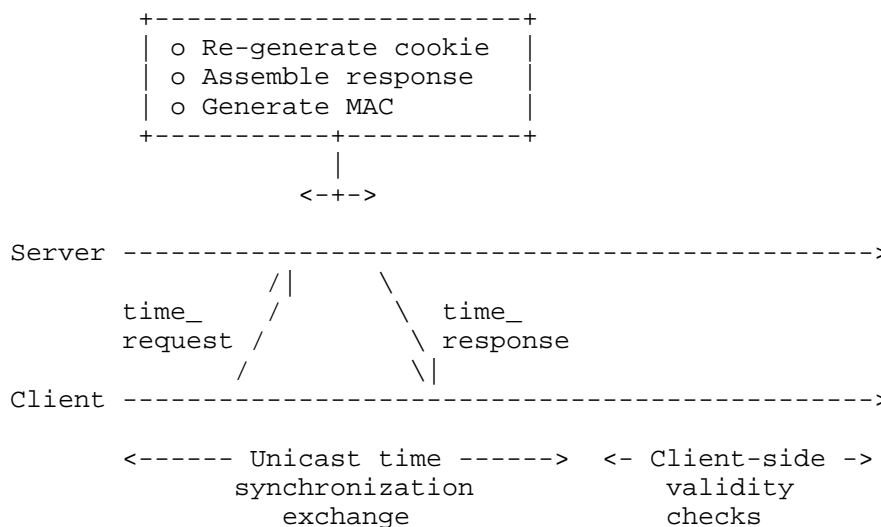 o Re-generate cookie
o Assemble response
o Generate MAC
Server
time_ time_
request response
Client
<------ Unicast time ------> <- Client-side ->
synchronization validity
exchange checks